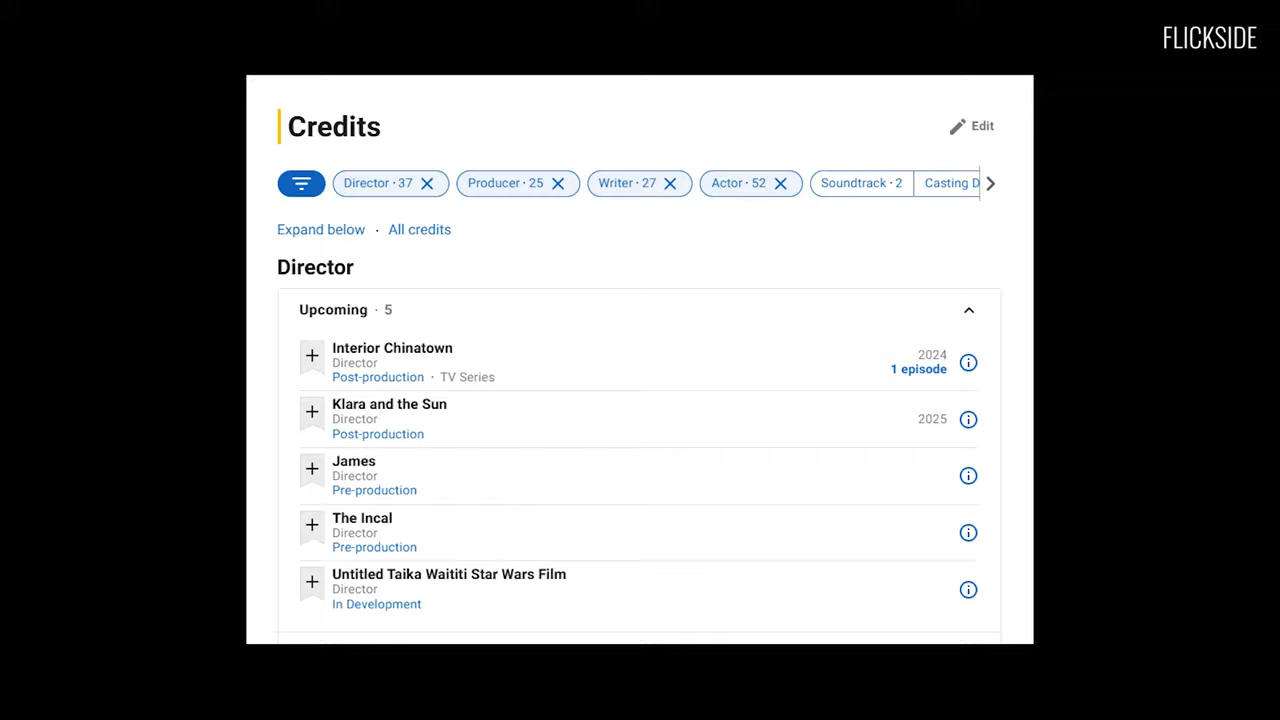 FLICKSIDE
Credits
Edit
Director · 37
Producer · 25
Writer · 27
Actor · 52
Soundtrack · 2
Casting D
Expand below · All credits
Director
Upcoming · 5
Interior Chinatown
Director
Post-production · TV Series
2024
1 episode
Klara and the Sun
Director
Post-production
2025
James
Director
Pre-production
The Incal
Director
Pre-production
Untitled Taika Waititi Star Wars Film
Director
In Development